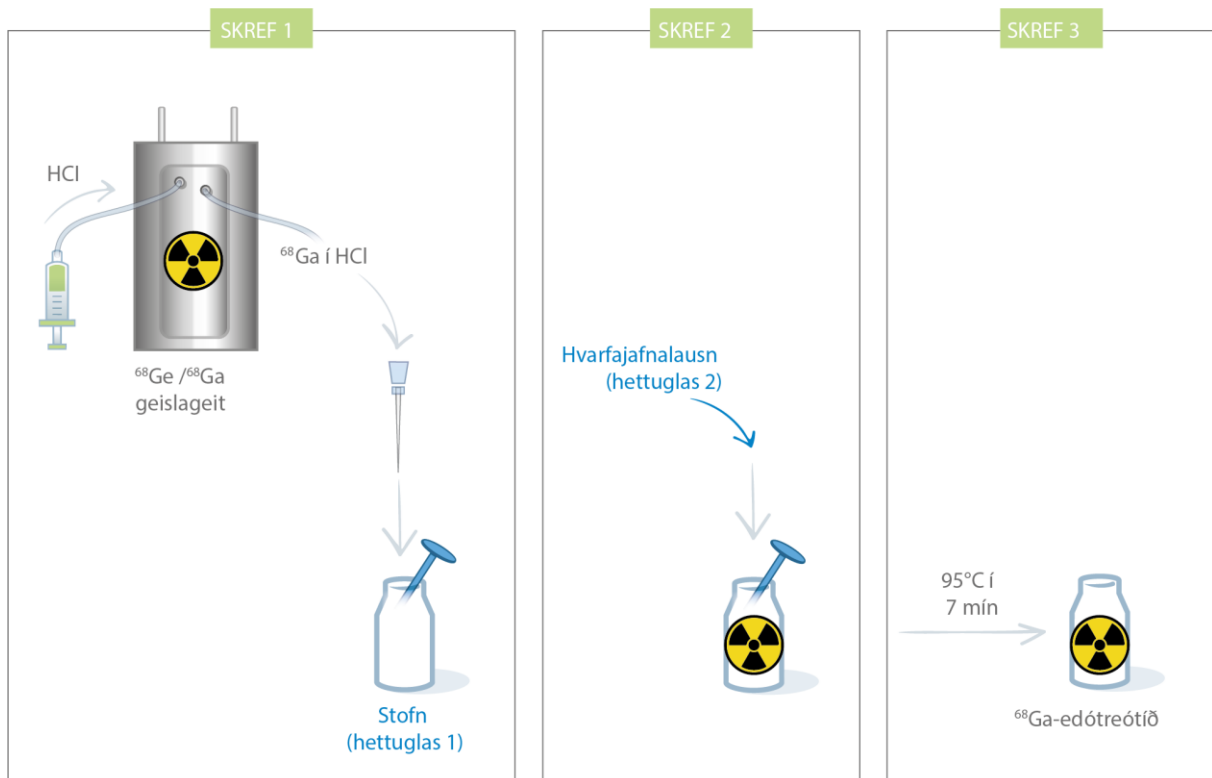 SKREF 1
HCl
⁶⁸Ga í HCl
⁶⁸Ge /⁶⁸Ga
geislageit
Stofn
(hettuglas 1)
SKREF 2
Hvarfajafnalausn
(hettuglas 2)
SKREF 3
95°C í
7 mín
⁶⁸Ga-edótreótíð